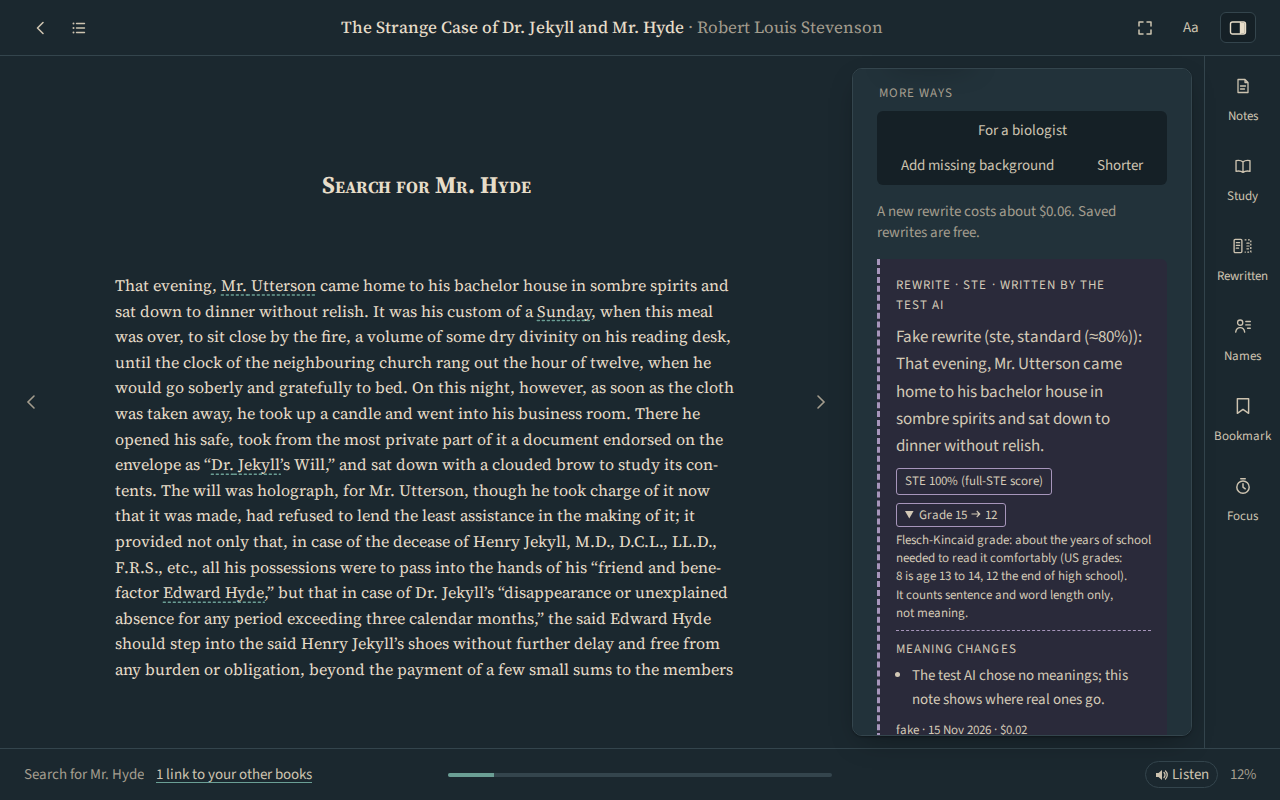 The Strange Case of Dr. Jekyll and Mr. Hyde · Robert Louis Stevenson
Aa
Search for Mr. Hyde
That evening, Mr. Utterson came home to his bachelor house in sombre spirits and
sat down to dinner without relish. It was his custom of a Sunday, when this meal
was over, to sit close by the fire, a volume of some dry divinity on his reading desk,
until the clock of the neighbouring church rang out the hour of twelve, when he
would go soberly and gratefully to bed. On this night, however, as soon as the cloth
was taken away, he took up a candle and went into his business room. There he
opened his safe, took from the most private part of it a document endorsed on the
envelope as “Dr. Jekyll’s Will,” and sat down with a clouded brow to study its con-
tents. The will was holograph, for Mr. Utterson, though he took charge of it now
that it was made, had refused to lend the least assistance in the making of it; it
provided not only that, in case of the decease of Henry Jekyll, M.D., D.C.L., LL.D.,
F.R.S., etc., all his possessions were to pass into the hands of his “friend and bene-
factor Edward Hyde,” but that in case of Dr. Jekyll’s “disappearance or unexplained
absence for any period exceeding three calendar months,” the said Edward Hyde
should step into the said Henry Jekyll’s shoes without further delay and free from
any burden or obligation, beyond the payment of a few small sums to the members
MORE WAYS
For a biologist
Add missing background
Shorter
A new rewrite costs about $0.06. Saved
rewrites are free.
REWRITE · STE · WRITTEN BY THE
TEST AI
Fake rewrite (ste, standard (≈80%)):
That evening, Mr. Utterson came
home to his bachelor house in
sombre spirits and sat down to
dinner without relish.
STE 100% (full-STE score)
▼ Grade 15 → 12
Flesch-Kincaid grade: about the years of school
needed to read it comfortably (US grades:
8 is age 13 to 14, 12 the end of high school).
It counts sentence and word length only,
not meaning.
MEANING CHANGES
• The test AI chose no meanings; this
note shows where real ones go.
fake · 15 Nov 2026 · $0.02
Notes
Study
Rewritten
Names
Bookmark
Focus
Search for Mr. Hyde
1 link to your other books
Listen
12%